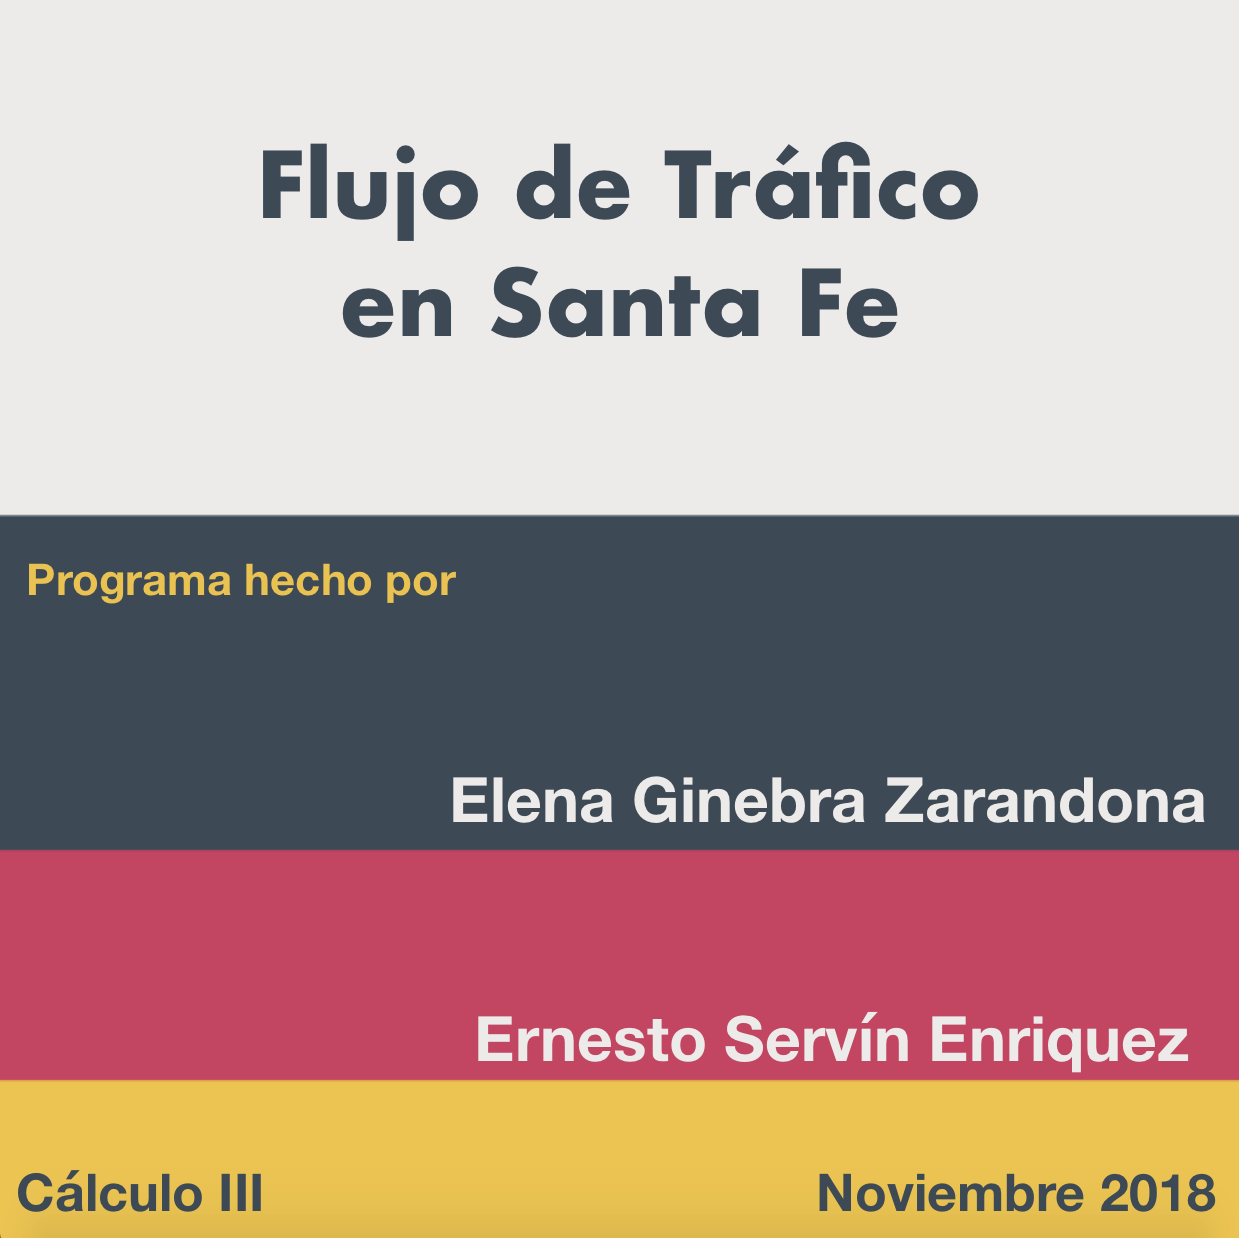 Flujo de Tráfico
en Santa Fe
Programa hecho por
Elena Ginebra Zarandona
Ernesto Servín Enriquez
Cálculo III
Noviembre 2018